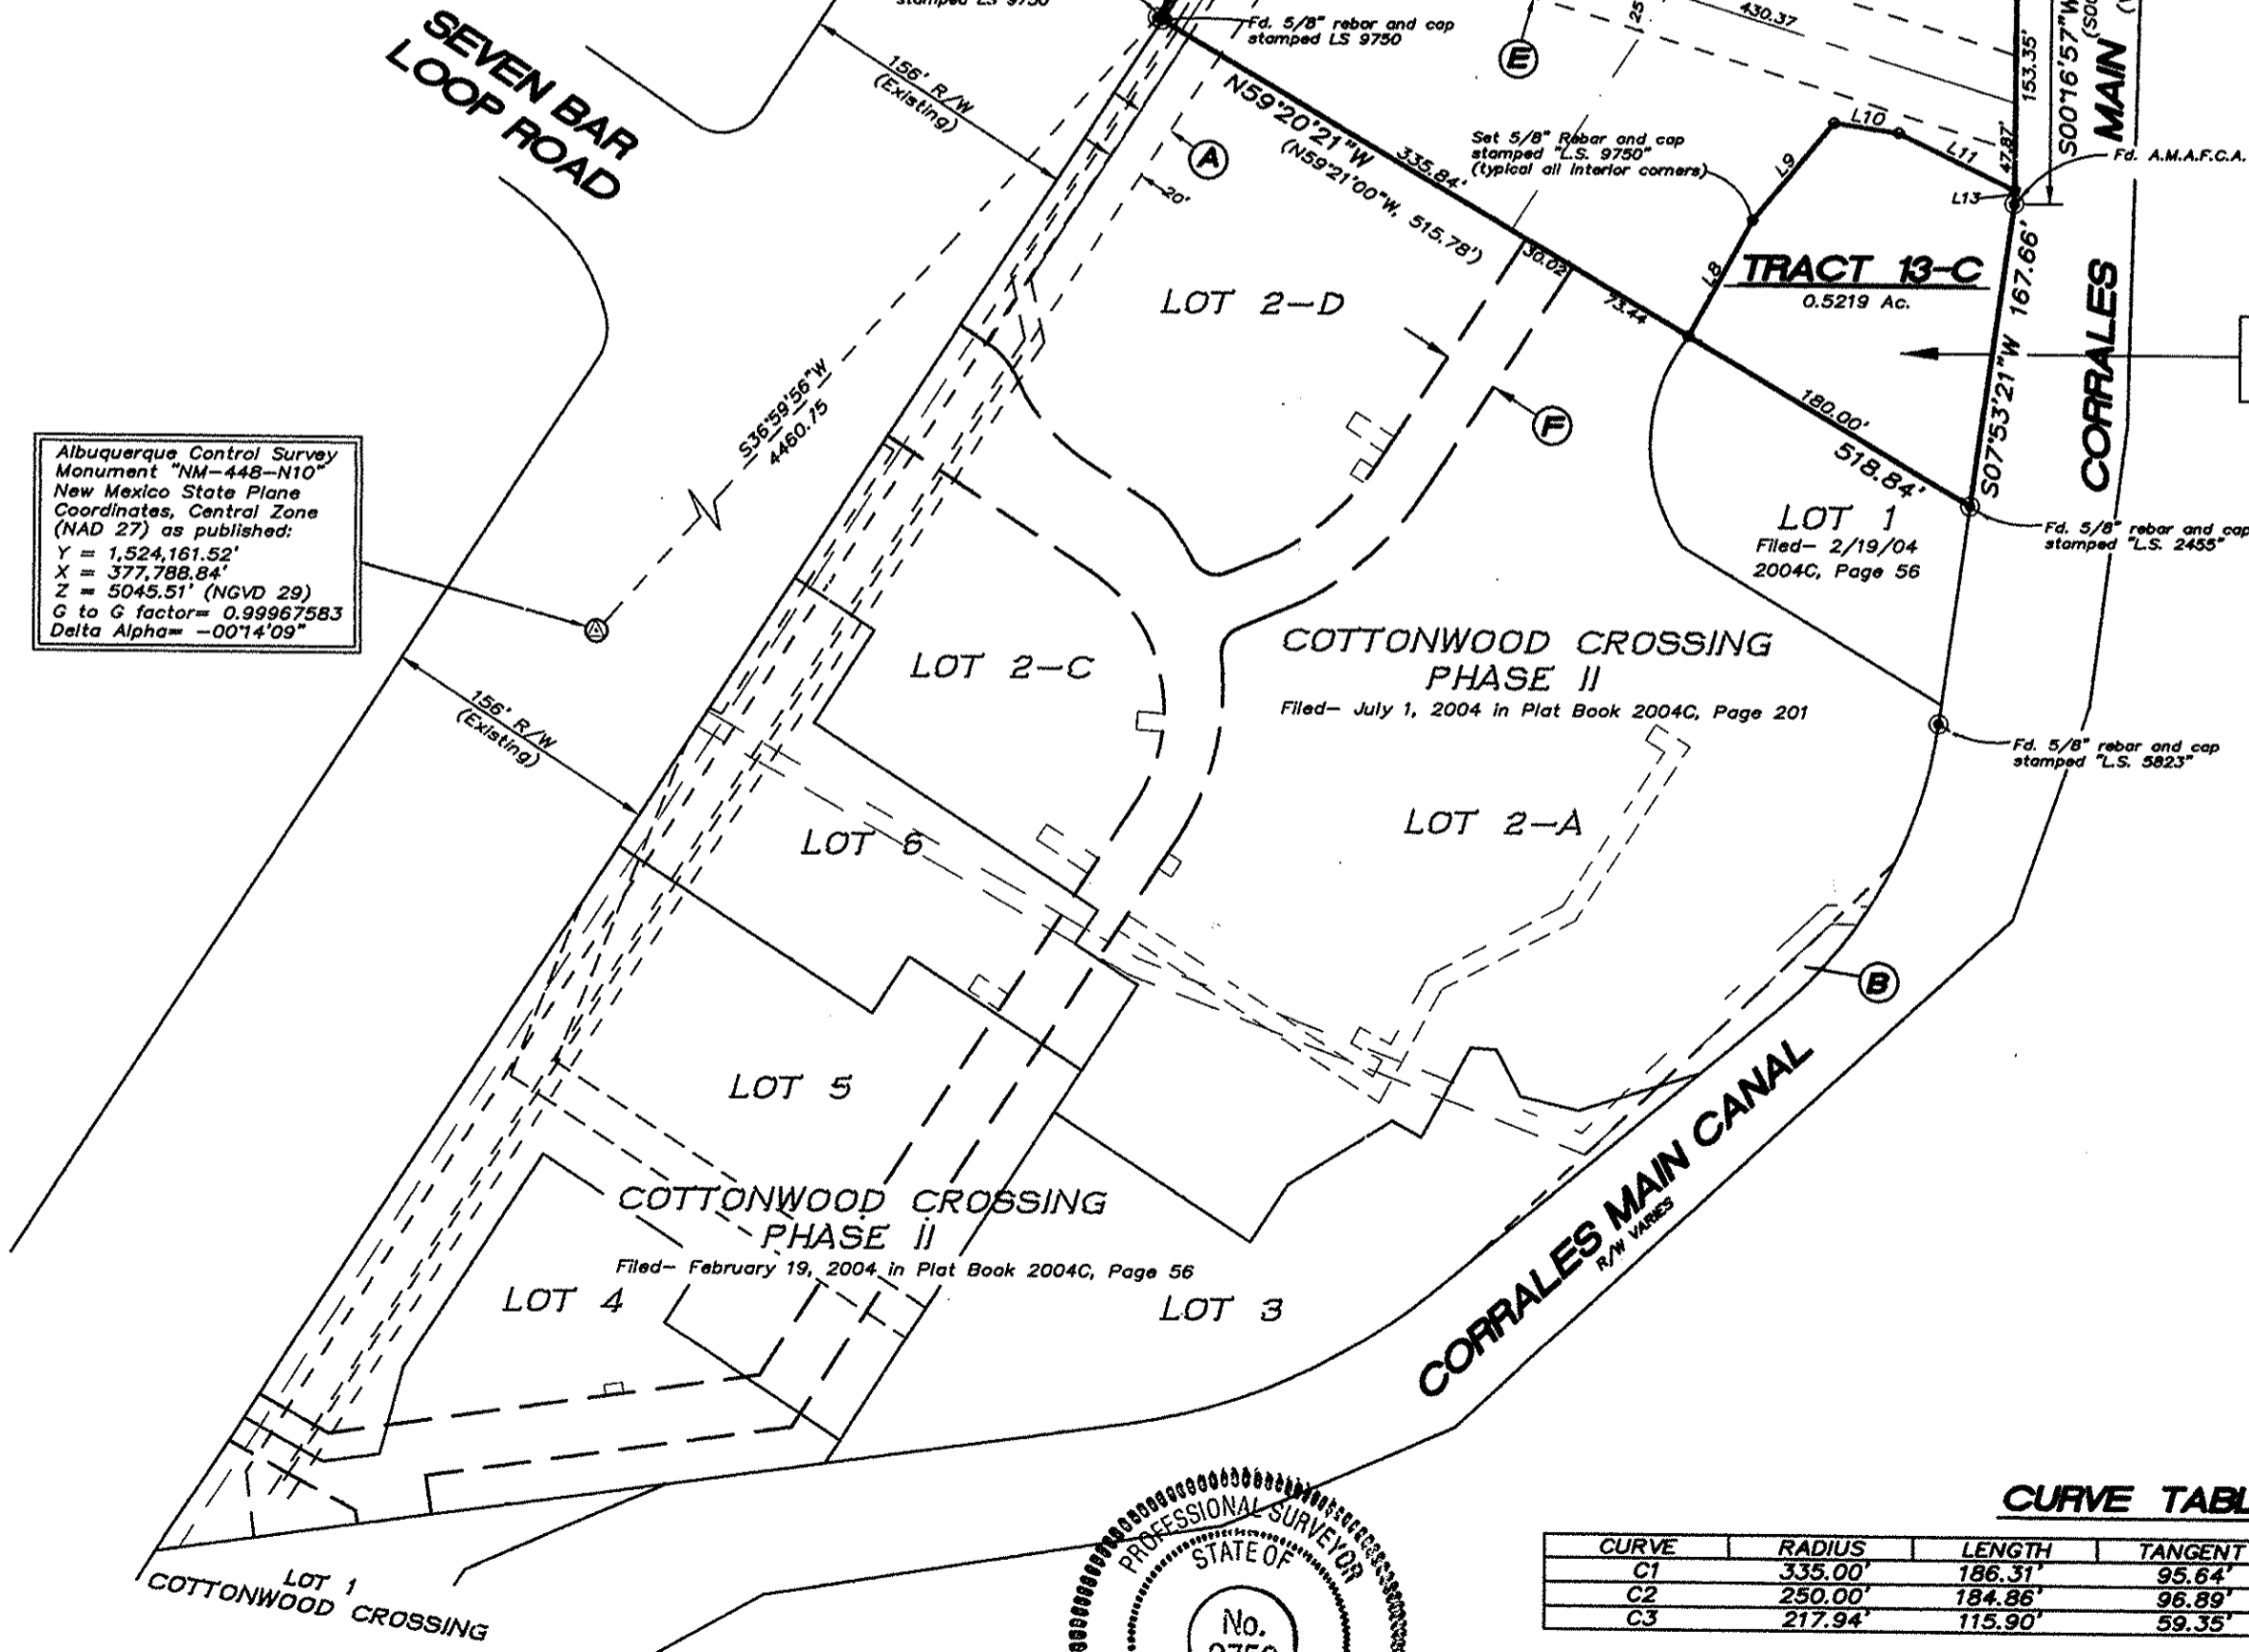 stamped LS 9750
SEVEN BAR
LOOP ROAD
156' R/W
(Existing)
Fd. 5/8" rebar and cap
stamped LS 9750
E
25
430.37
153.35'
S00°16'57"W
MAIN
N59°20'21"W
335.84'
(N59°21'00"W, 515.78')
A
20'
Set 5/8" Rebar and cap
stamped "L.S. 9750"
(typical all interior corners)
L10
L9
L11
47.87'
L13
Fd. A.M.A.F.C.A.
30.02
L8
73.44
TRACT 13-C
0.5219 Ac.
S07°53'21"W 167.66'
CORRALES
LOT 2-D
F
180.00'
518.84'
S36°59'56"W
4460.75
Albuquerque Control Survey
Monument "NM-448-N10"
New Mexico State Plane
Coordinates, Central Zone
(NAD 27) as published:
Y = 1,524,161.52'
X = 377,788.84'
Z = 5045.51' (NGVD 29)
G to G factor= 0.99967583
Delta Alpha= -00°14'09"
LOT 1
Filed- 2/19/04
2004C, Page 56
Fd. 5/8" rebar and cap
stamped "L.S. 2455"
LOT 2-C
COTTONWOOD CROSSING
PHASE II
Filed- July 1, 2004 in Plat Book 2004C, Page 201
156' R/W
(Existing)
Fd. 5/8" rebar and cap
stamped "L.S. 5823"
LOT 6
LOT 2-A
B
LOT 5
COTTONWOOD CROSSING
PHASE II
Filed- February 19, 2004 in Plat Book 2004C, Page 56
LOT 4
LOT 3
CORRALES MAIN CANAL
R/W VARIES
LOT 1
COTTONWOOD CROSSING
PROFESSIONAL SURVEYOR
STATE OF
No.
9750
CURVE TABL
CURVE RADIUS LENGTH TANGENT
C1 335.00' 186.31' 95.64'
C2 250.00' 184.86' 96.89'
C3 217.94' 115.90' 59.35'